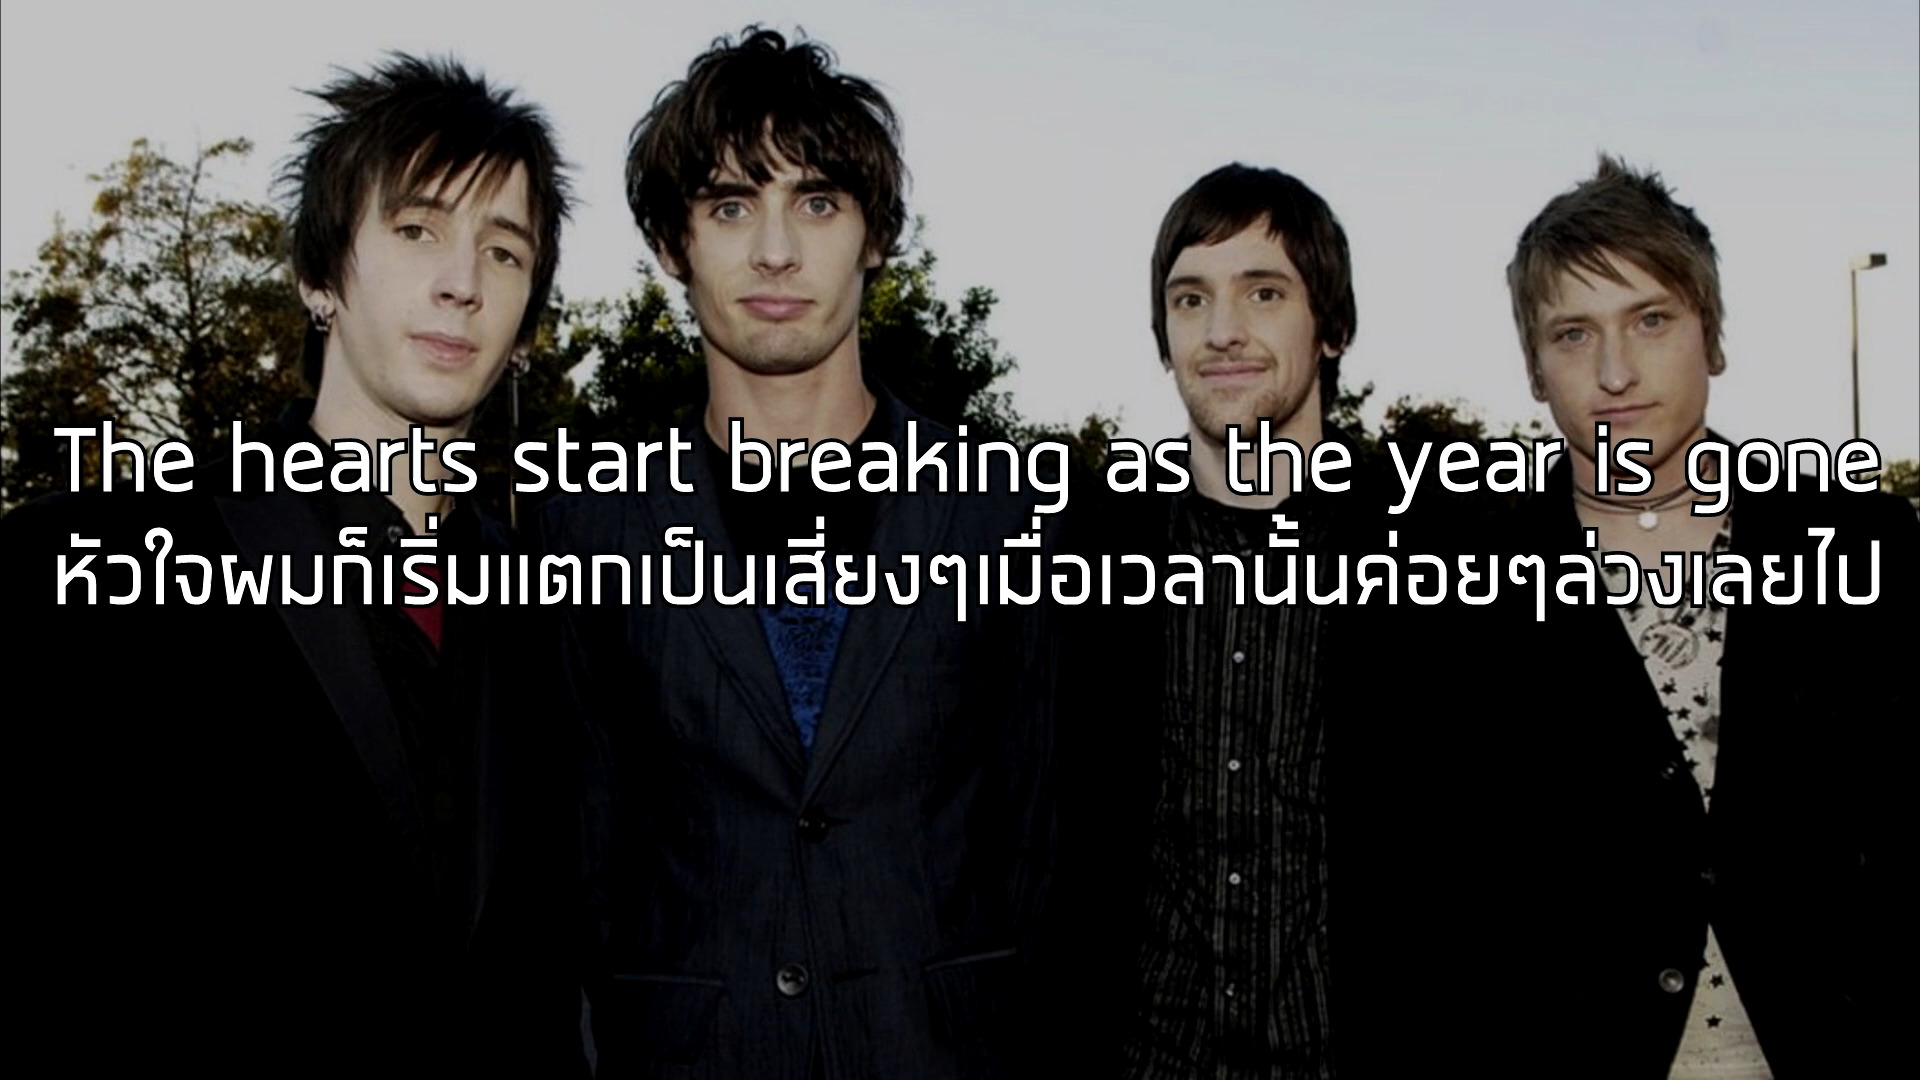 The hearts start breaking as the year is gone
หัวใจผมก็เริ่มแตกเป็นเสี่ยงๆเมื่อเวลานั้นค่อยๆล่วงเลยไป